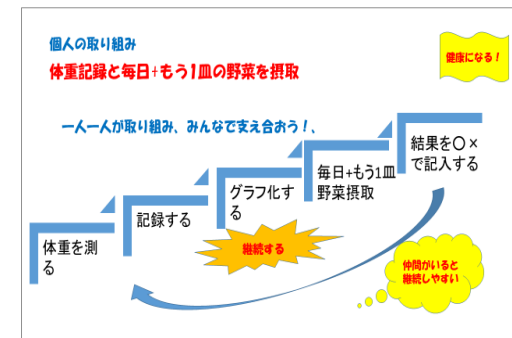 個人の取り組み
体重記録と毎日+もう1皿の野菜を摂取
健康になる！
一人一人が取り組み、みんなで支え合おう！、
体重を測
る
記録する
グラフ化す
る
毎日+もう1皿
野菜摂取
結果を〇×
で記入する
継続する
仲間がいると
継続しやすい